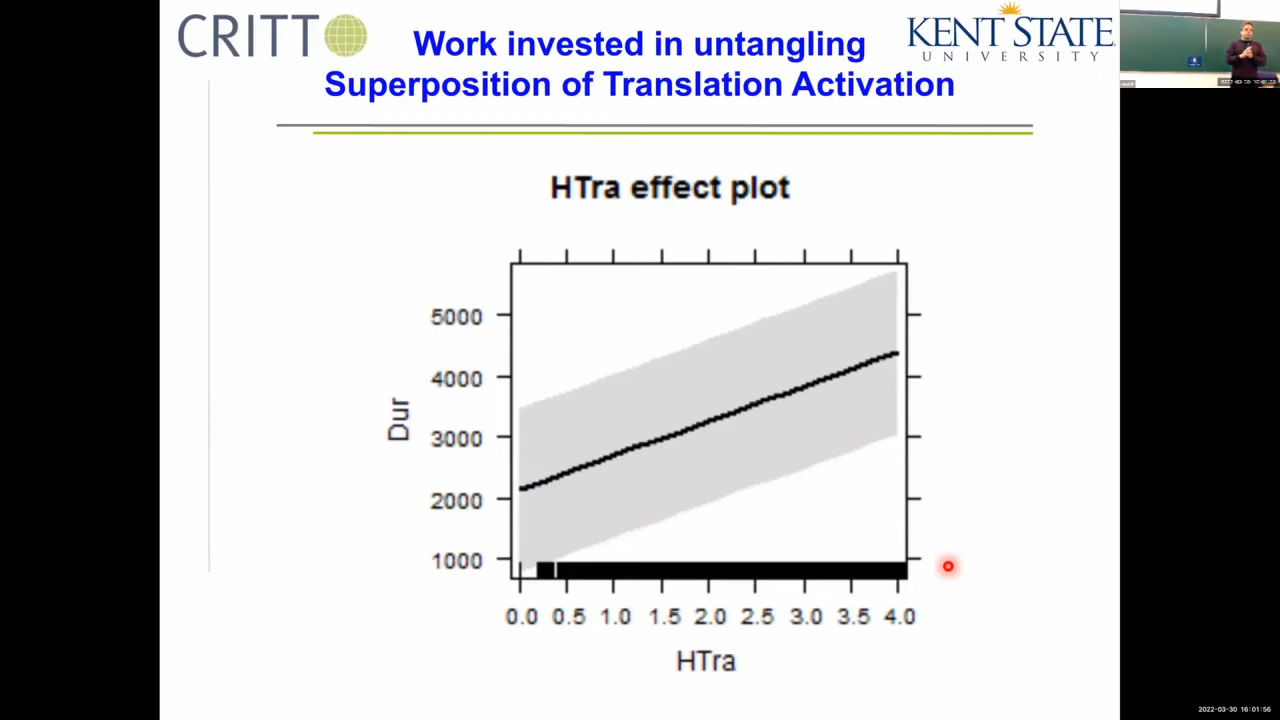 CRITT
Work invested in untangling
Superposition of Translation Activation
KENT STATE
UNIVERSITY
HTra effect plot
5000
4000
3000
2000
1000
Dur
0.0 0.5 1.0 1.5 2.0 2.5 3.0 3.5 4.0
HTra
2022-03-30 16:01:56